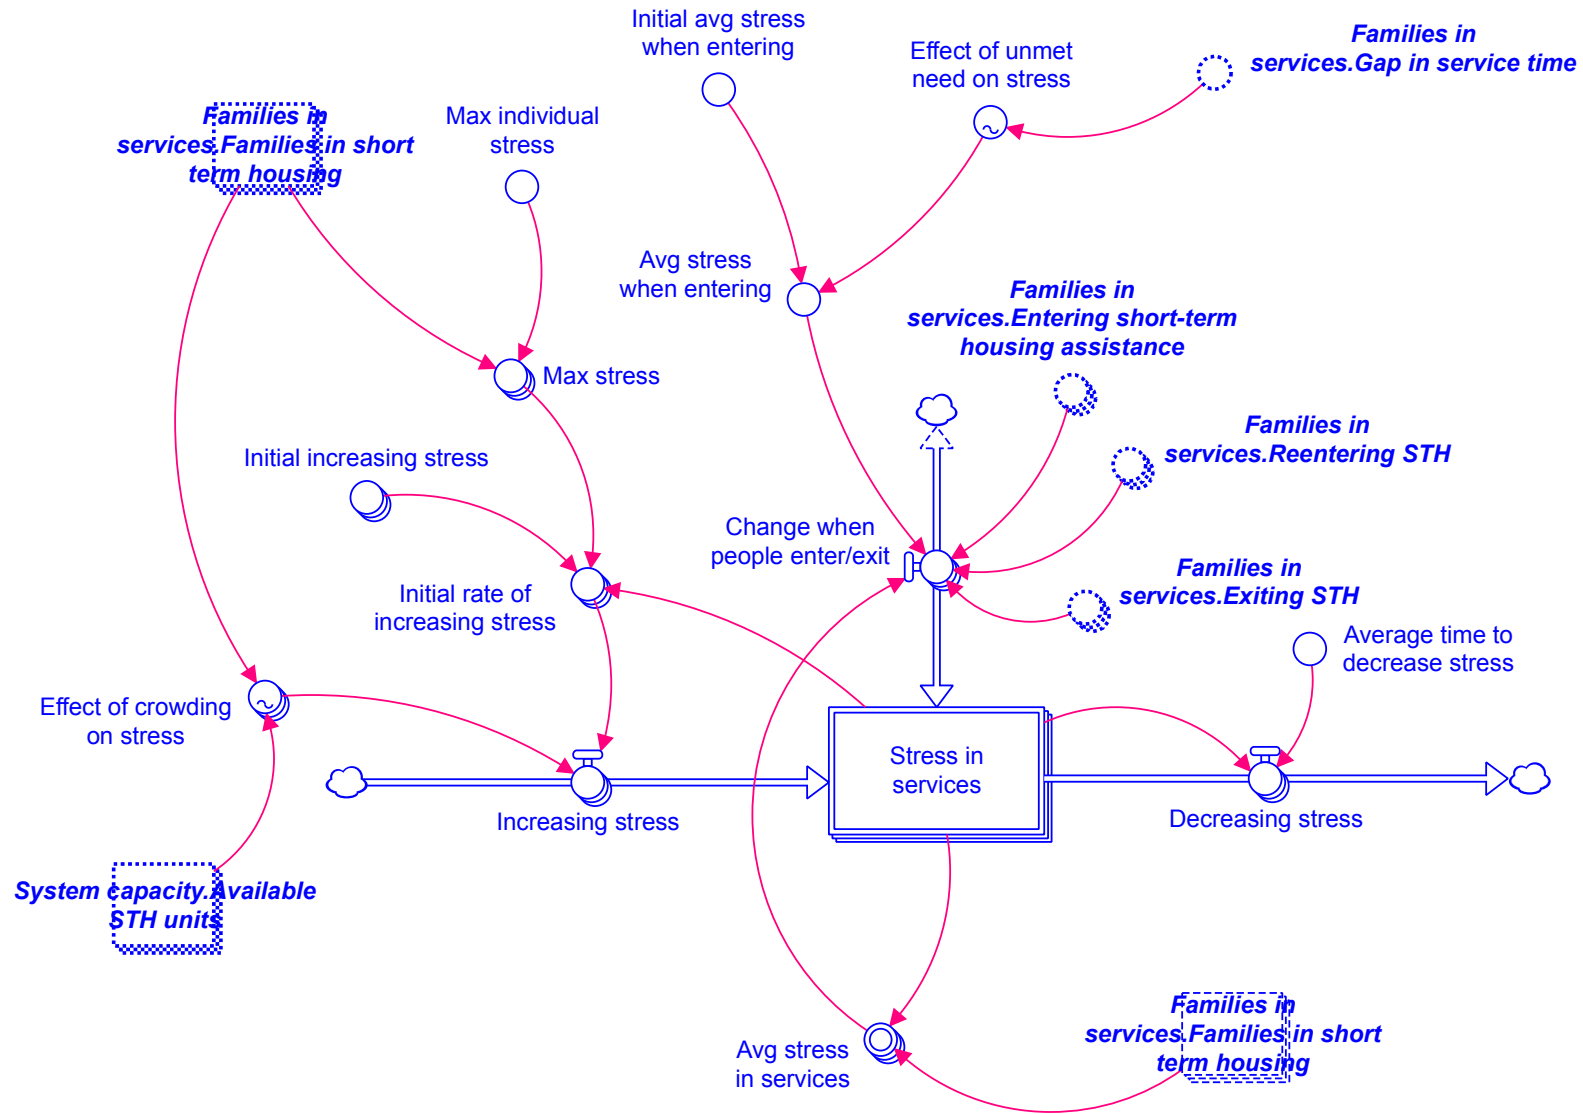 Initial avg stress
when entering
Effect of unmet
need on stress
Families in
services.Gap in service time
Families in
services.Families in short
term housing
Max individual
stress
Avg stress
when entering
Families in
services.Entering short-term
housing assistance
Max stress
Families in
services.Reentering STH
Initial increasing stress
Change when
people enter/exit
Families in
services.Exiting STH
Initial rate of
increasing stress
Average time to
decrease stress
Effect of crowding
on stress
Stress in
services
Increasing stress
Decreasing stress
System capacity.Available
STH units
Families in
services.Families in short
term housing
Avg stress
in services